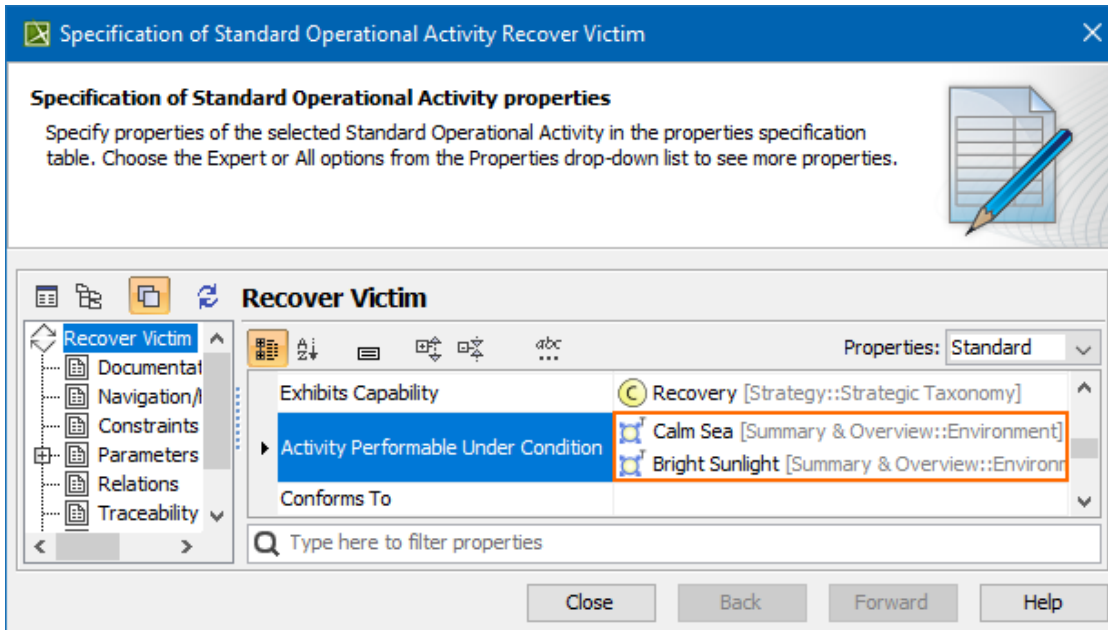 Specification of Standard Operational Activity Recover Victim
Specification of Standard Operational Activity properties
Specify properties of the selected Standard Operational Activity in the properties specification
table. Choose the Expert or All options from the Properties drop-down list to see more properties.
Recover Victim
Recover Victim
Documentat
Navigation/
Constraints
Parameters
Relations
Traceability
abc
Properties: Standard
Exhibits Capability
C Recovery [Strategy::Strategic Taxonomy]
Activity Performable Under Condition
Calm Sea [Summary & Overview::Environment]
Bright Sunlight [Summary & Overview::Environ
Conforms To
Type here to filter properties
Close
Back
Forward
Help